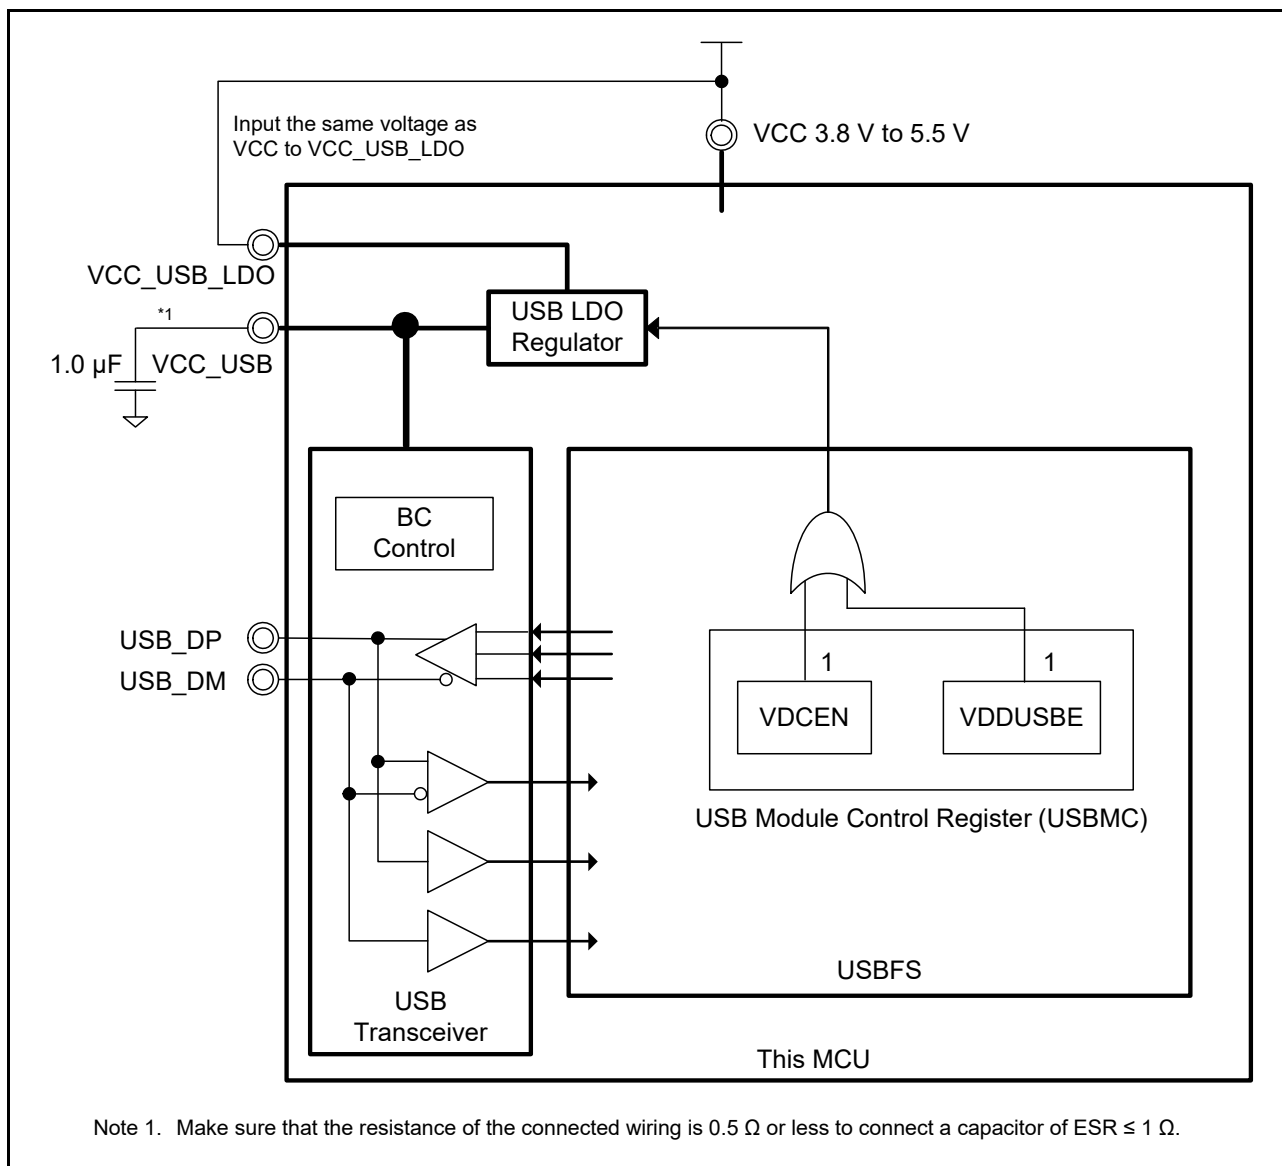 Input the same voltage as
VCC to VCC_USB_LDO
VCC 3.8 V to 5.5 V
VCC_USB_LDO
USB LDO
Regulator
*1
1.0 µF
VCC_USB
BC
Control
USB_DP
USB_DM
1
1
VDCEN
VDDUSBE
USB Module Control Register (USBMC)
USBFS
USB
Transceiver
This MCU
Note 1. Make sure that the resistance of the connected wiring is 0.5 Ω or less to connect a capacitor of ESR ≤ 1 Ω.